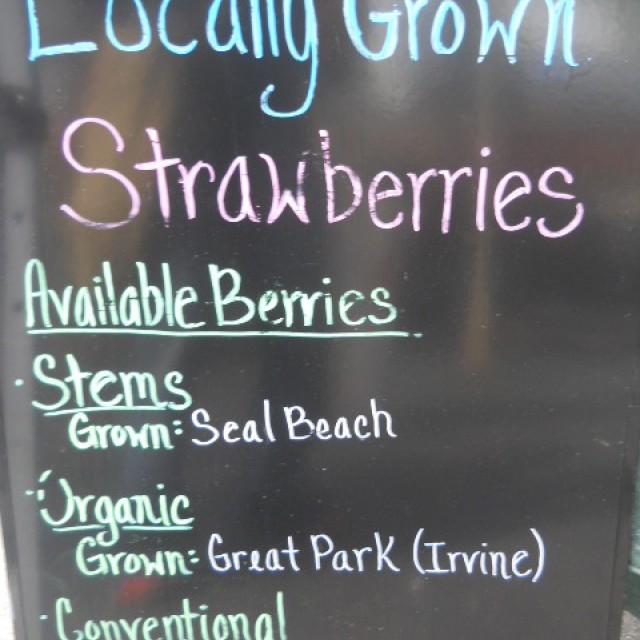 Locally Grown
Strawberries
Available Berries
· Stems
Grown: Seal Beach
· Organic
Grown: Great Park (Irvine)
· Conventional